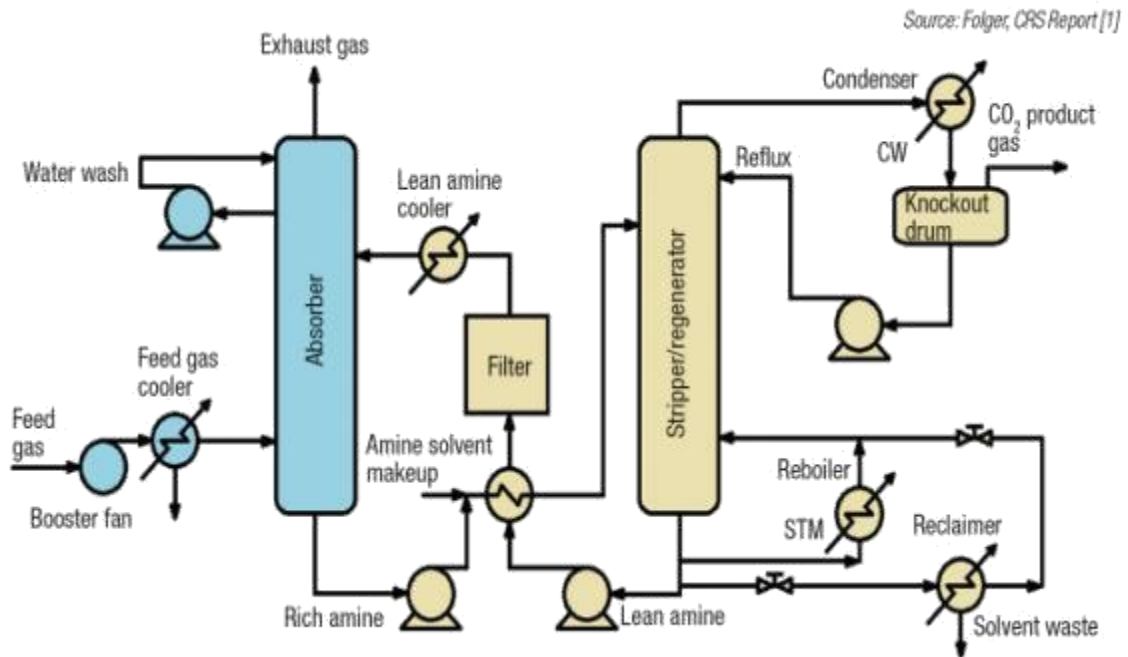 Source: Folger, CRS Report [1]
Exhaust gas
Condenser
CO₂ product
gas
CW
Water wash
Reflux
Lean amine
cooler
Knockout
drum
Absorber
Stripper/regenerator
Feed gas
cooler
Filter
Feed
gas
Amine solvent
makeup
Reboiler
Booster fan
STM
Reclaimer
Rich amine
Lean amine
Solvent waste